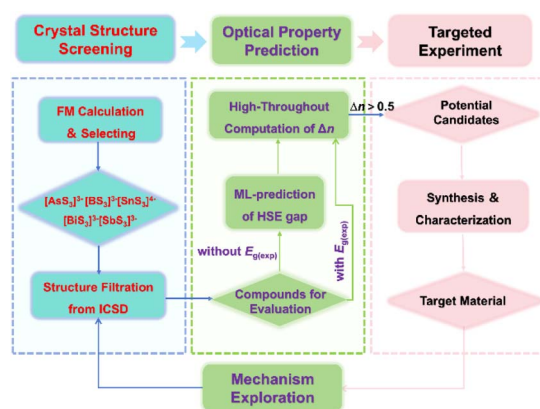 Crystal Structure
Screening
Optical Property
Prediction
Targeted
Experiment
FM Calculation
& Selecting
[AsS₃]³⁻[BS₃]³⁻[SnS₃]⁴⁻
[BiS₃]³⁻[SbS₃]³⁻
Structure Filtration
from ICSD
High-Throughout
Computation of Δn
ML-prediction
of HSE gap
without Eg(exp)
with Eg(exp)
Compounds for
Evaluation
Δn > 0.5
Potential
Candidates
Synthesis &
Characterization
Target Material
Mechanism
Exploration